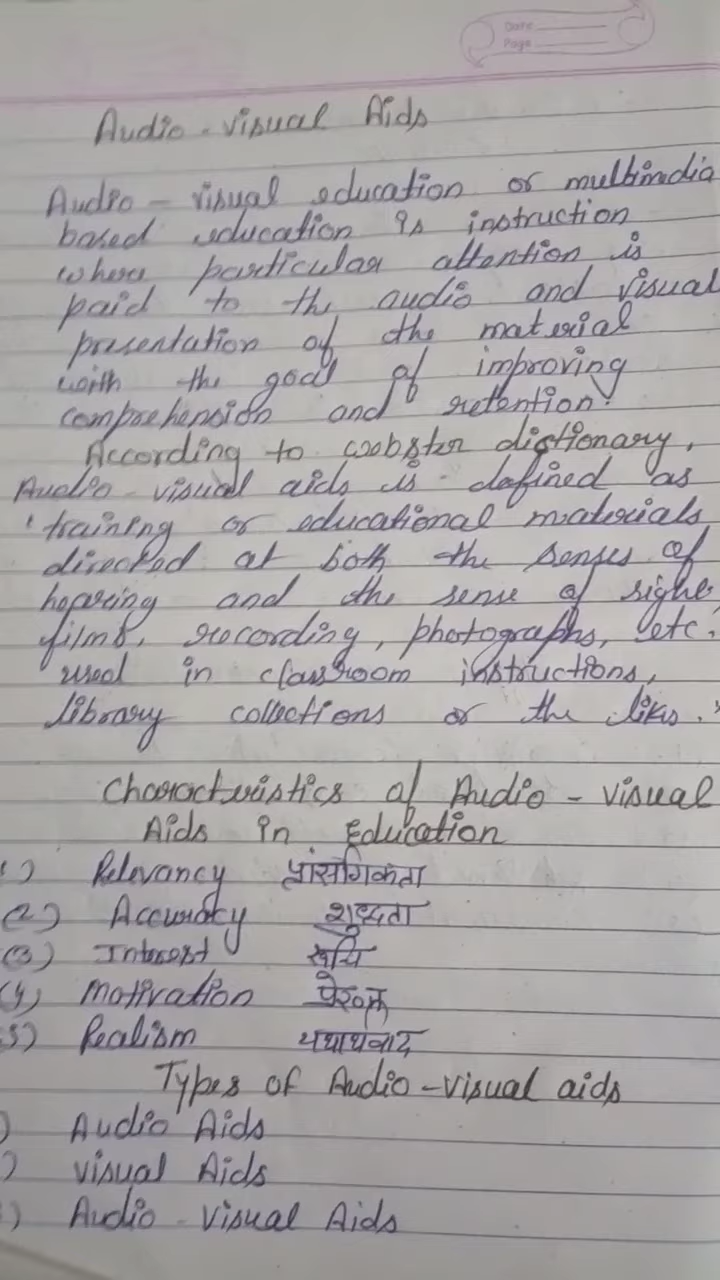 Date
Page
Audio - visual Aids
Audio - visual education or multimedia
based education is instruction
where particular attention is
paid to the audio and visual
presentation of the material
with the goal of improving
comprehension and retention.
According to webster dictionary,
Audio - visual aids is defined as
'training or educational materials
directed at both the senses of
hearing and the sense of sight
films, recording, photographs, etc.
used in classroom instructions,
library collections or the likes."
Characteristics of Audio - visual
Aids in Education
1) Relevancy प्रांसगिकता
(2) Accuracy शुद्धता
(3) Interest रूचि
(4) Motivation
5) Realism यथार्थवाद
Types of Audio - visual aids
) Audio Aids
) visual Aids
) Audio - visual Aids